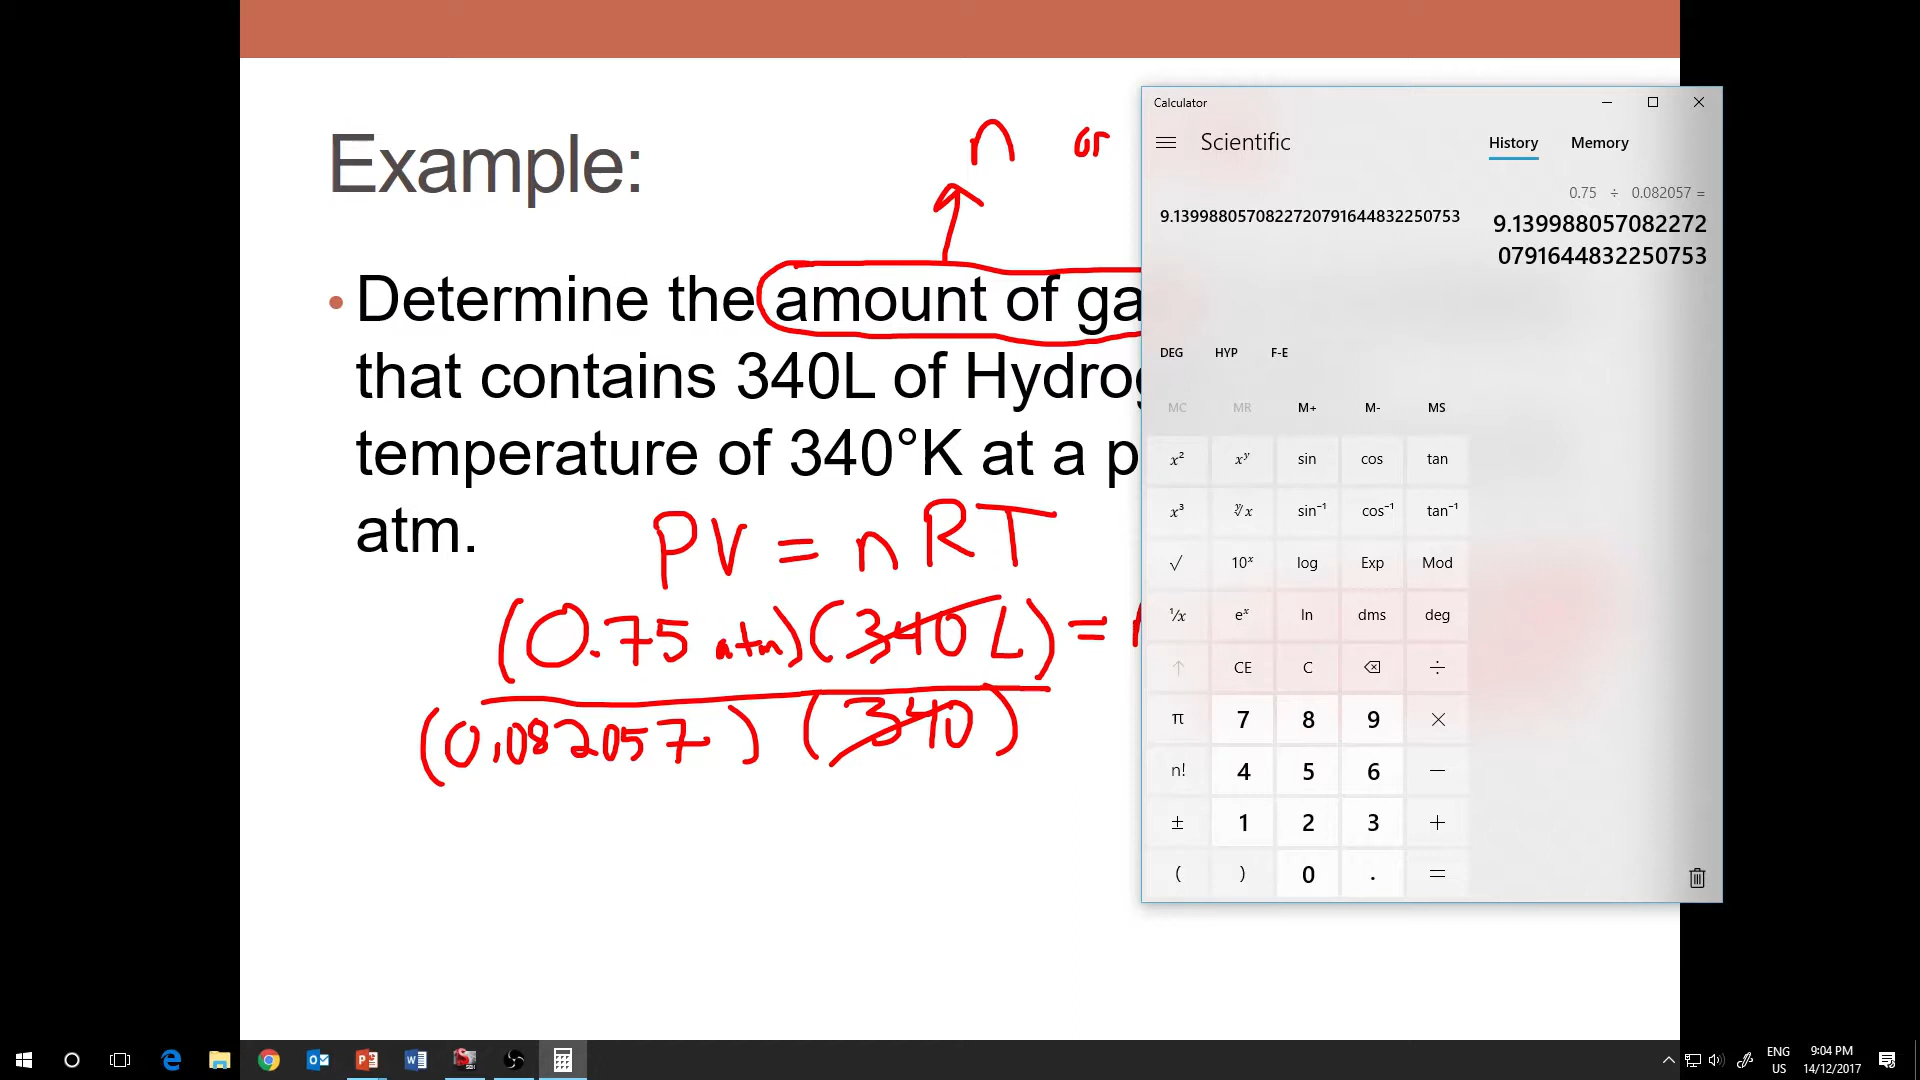 Example:
n or
• Determine the amount of ga
that contains 340L of Hydrog
temperature of 340°K at a p
atm.
PV = nRT
(0.75 atm)(340 L) =
(0.082057) (340)
Calculator
Scientific
History Memory
0.75 ÷ 0.082057 =
9.1399880570822720791644832250753
9.139988057082272
0791644832250753
DEG HYP F-E
MC MR M+ M- MS
x² xʸ sin cos tan
x³ ʸ√x sin⁻¹ cos⁻¹ tan⁻¹
√ 10ˣ log Exp Mod
¹/x eˣ ln dms deg
↑ CE C ⌫ ÷
π 7 8 9 ×
n! 4 5 6 −
± 1 2 3 +
( ) 0 . =
ENG
US
9:04 PM
14/12/2017